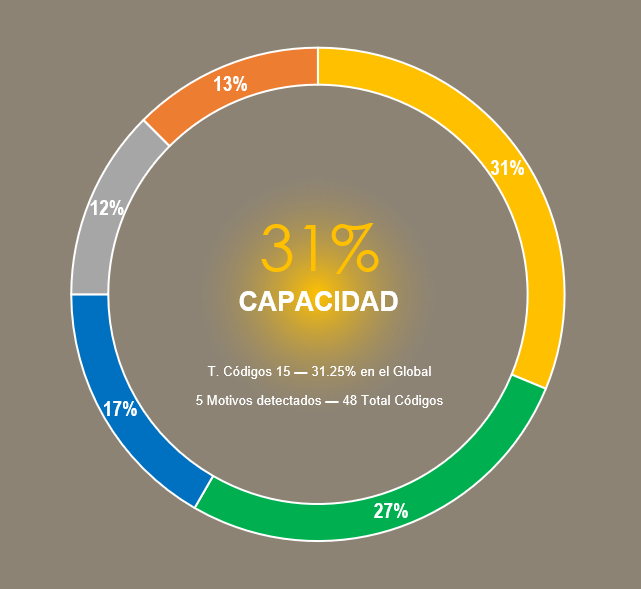 13%
31%
12%
31%
CAPACIDAD
T. Códigos 15 — 31.25% en el Global
5 Motivos detectados — 48 Total Códigos
17%
27%